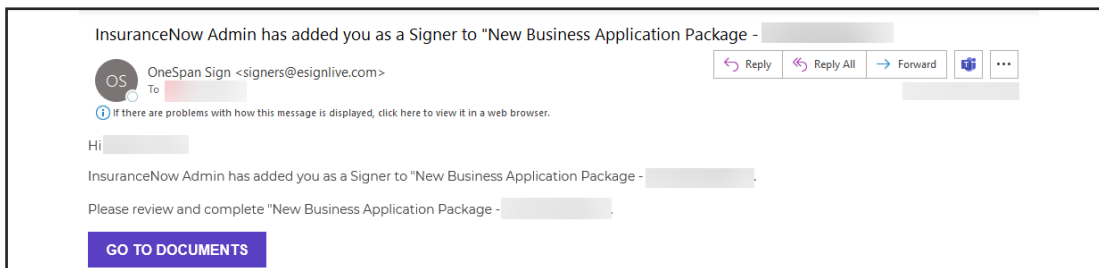 InsuranceNow Admin has added you as a Signer to "New Business Application Package -
OS
OneSpan Sign <signers@esignlive.com>
To
Reply
Reply All
Forward
If there are problems with how this message is displayed, click here to view it in a web browser.
Hi
InsuranceNow Admin has added you as a Signer to "New Business Application Package - .
Please review and complete "New Business Application Package - .
GO TO DOCUMENTS